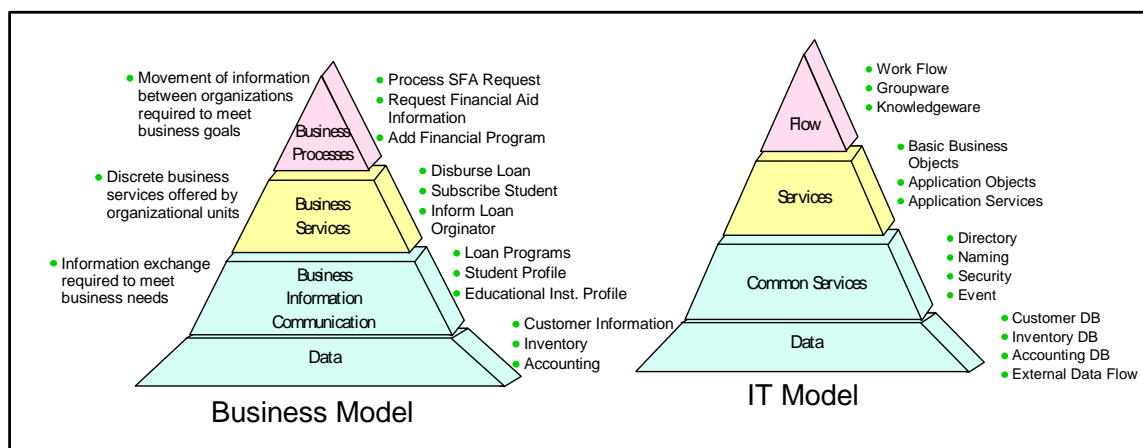 Movement of information
between organizations
required to meet
business goals
Business
Processes
Process SFA Request
Request Financial Aid
Information
Add Financial Program
Discrete business
services offered by
organizational units
Business
Services
Disburse Loan
Subscribe Student
Inform Loan
Orginator
Information exchange
required to meet
business needs
Business
Information
Communication
Loan Programs
Student Profile
Educational Inst. Profile
Data
Customer Information
Inventory
Accounting
Business Model
Flow
Work Flow
Groupware
Knowledgeware
Services
Basic Business
Objects
Application Objects
Application Services
Common Services
Directory
Naming
Security
Event
Data
Customer DB
Inventory DB
Accounting DB
External Data Flow
IT Model